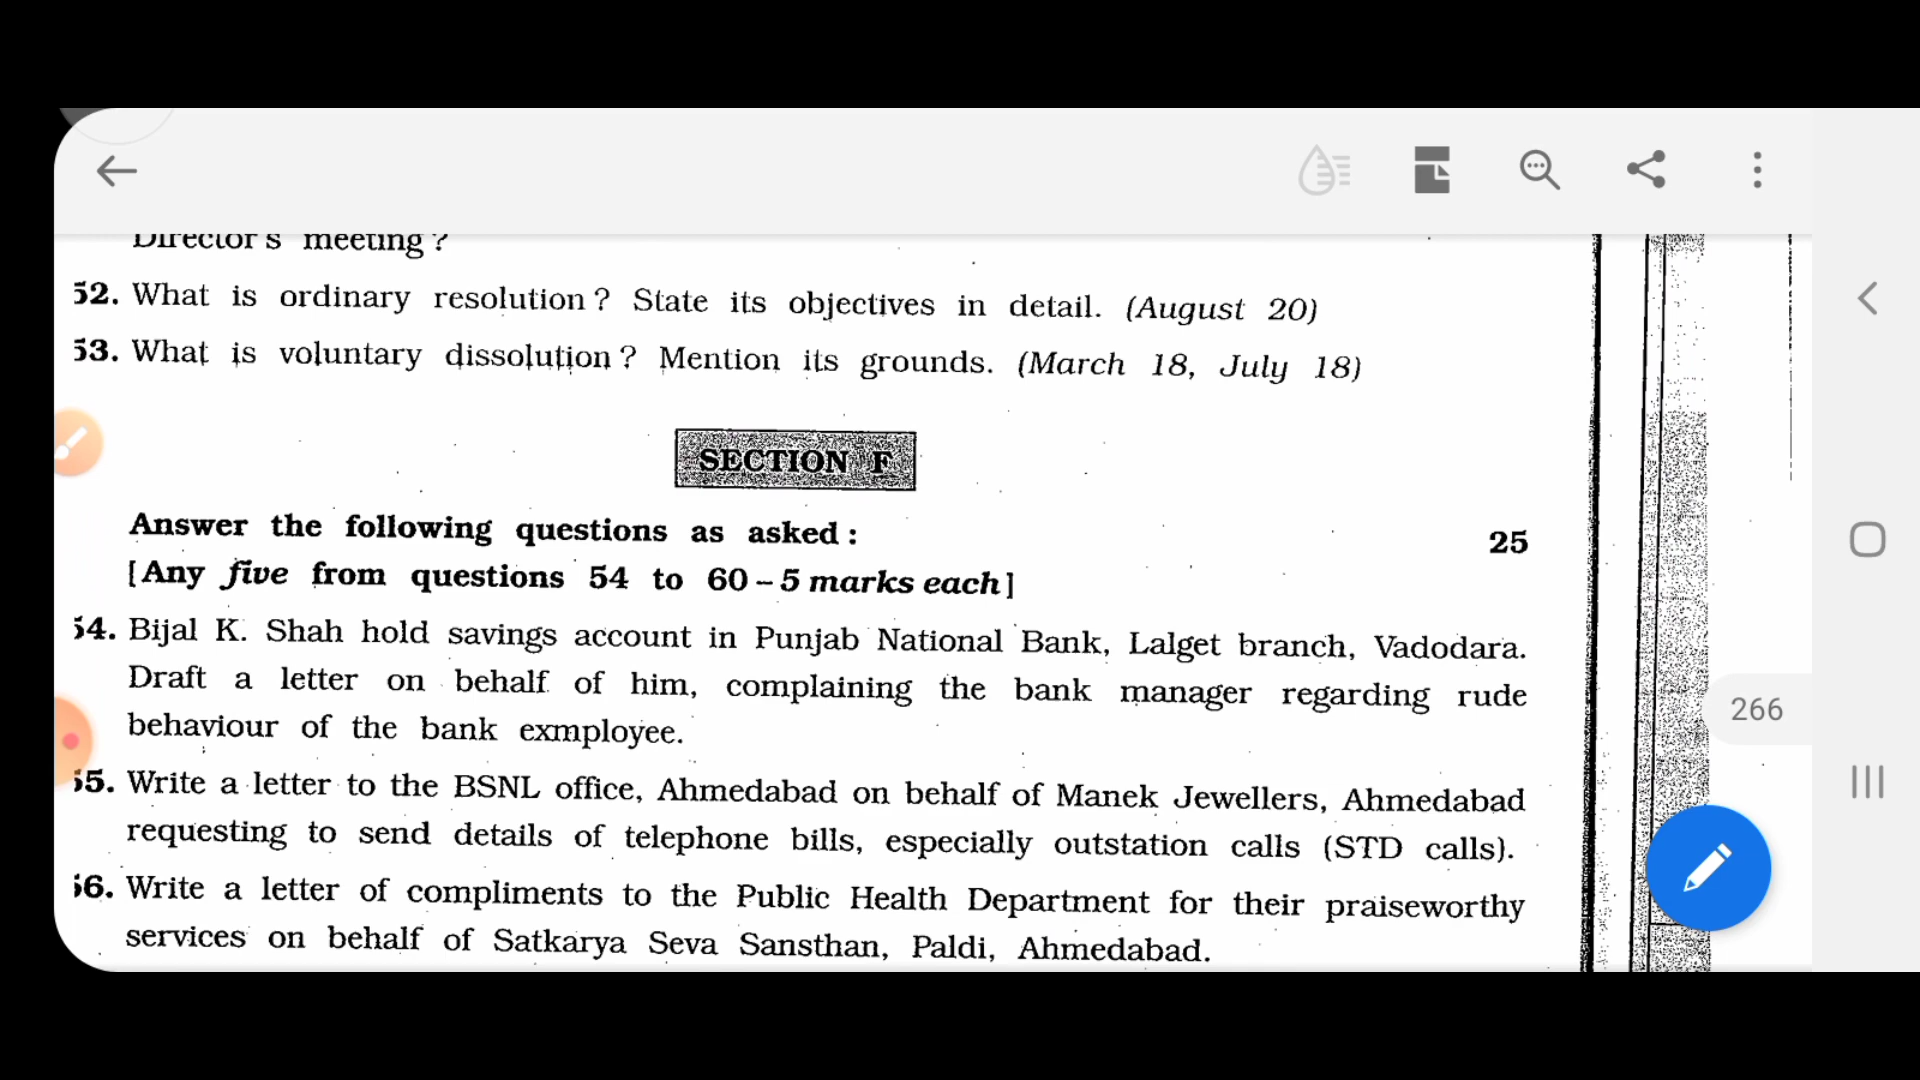 Director's meeting ?
52. What is ordinary resolution ? State its objectives in detail. (August 20)
53. What is voluntary dissolution ? Mention its grounds. (March 18, July 18)
SECTION F
Answer the following questions as asked : 25
[Any five from questions 54 to 60 – 5 marks each]
54. Bijal K. Shah hold savings account in Punjab National Bank, Lalget branch, Vadodara.
Draft a letter on behalf of him, complaining the bank manager regarding rude
behaviour of the bank exmployee.
266
55. Write a letter to the BSNL office, Ahmedabad on behalf of Manek Jewellers, Ahmedabad
requesting to send details of telephone bills, especially outstation calls (STD calls).
56. Write a letter of compliments to the Public Health Department for their praiseworthy
services on behalf of Satkarya Seva Sansthan, Paldi, Ahmedabad.